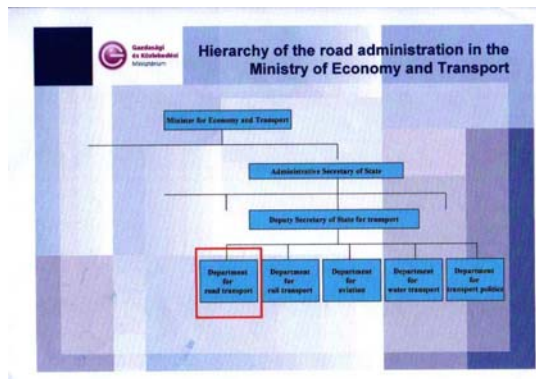 Gazdasági
és Közlekedési
Minisztérium
Hierarchy of the road administration in the
Ministry of Economy and Transport
Minister for Economy and Transport
Administrative Secretary of State
Deputy Secretary of State for transport
Department
for
road transport
Department
for
rail transport
Department
for
aviation
Department
for
water transport
Department
for
transport politics